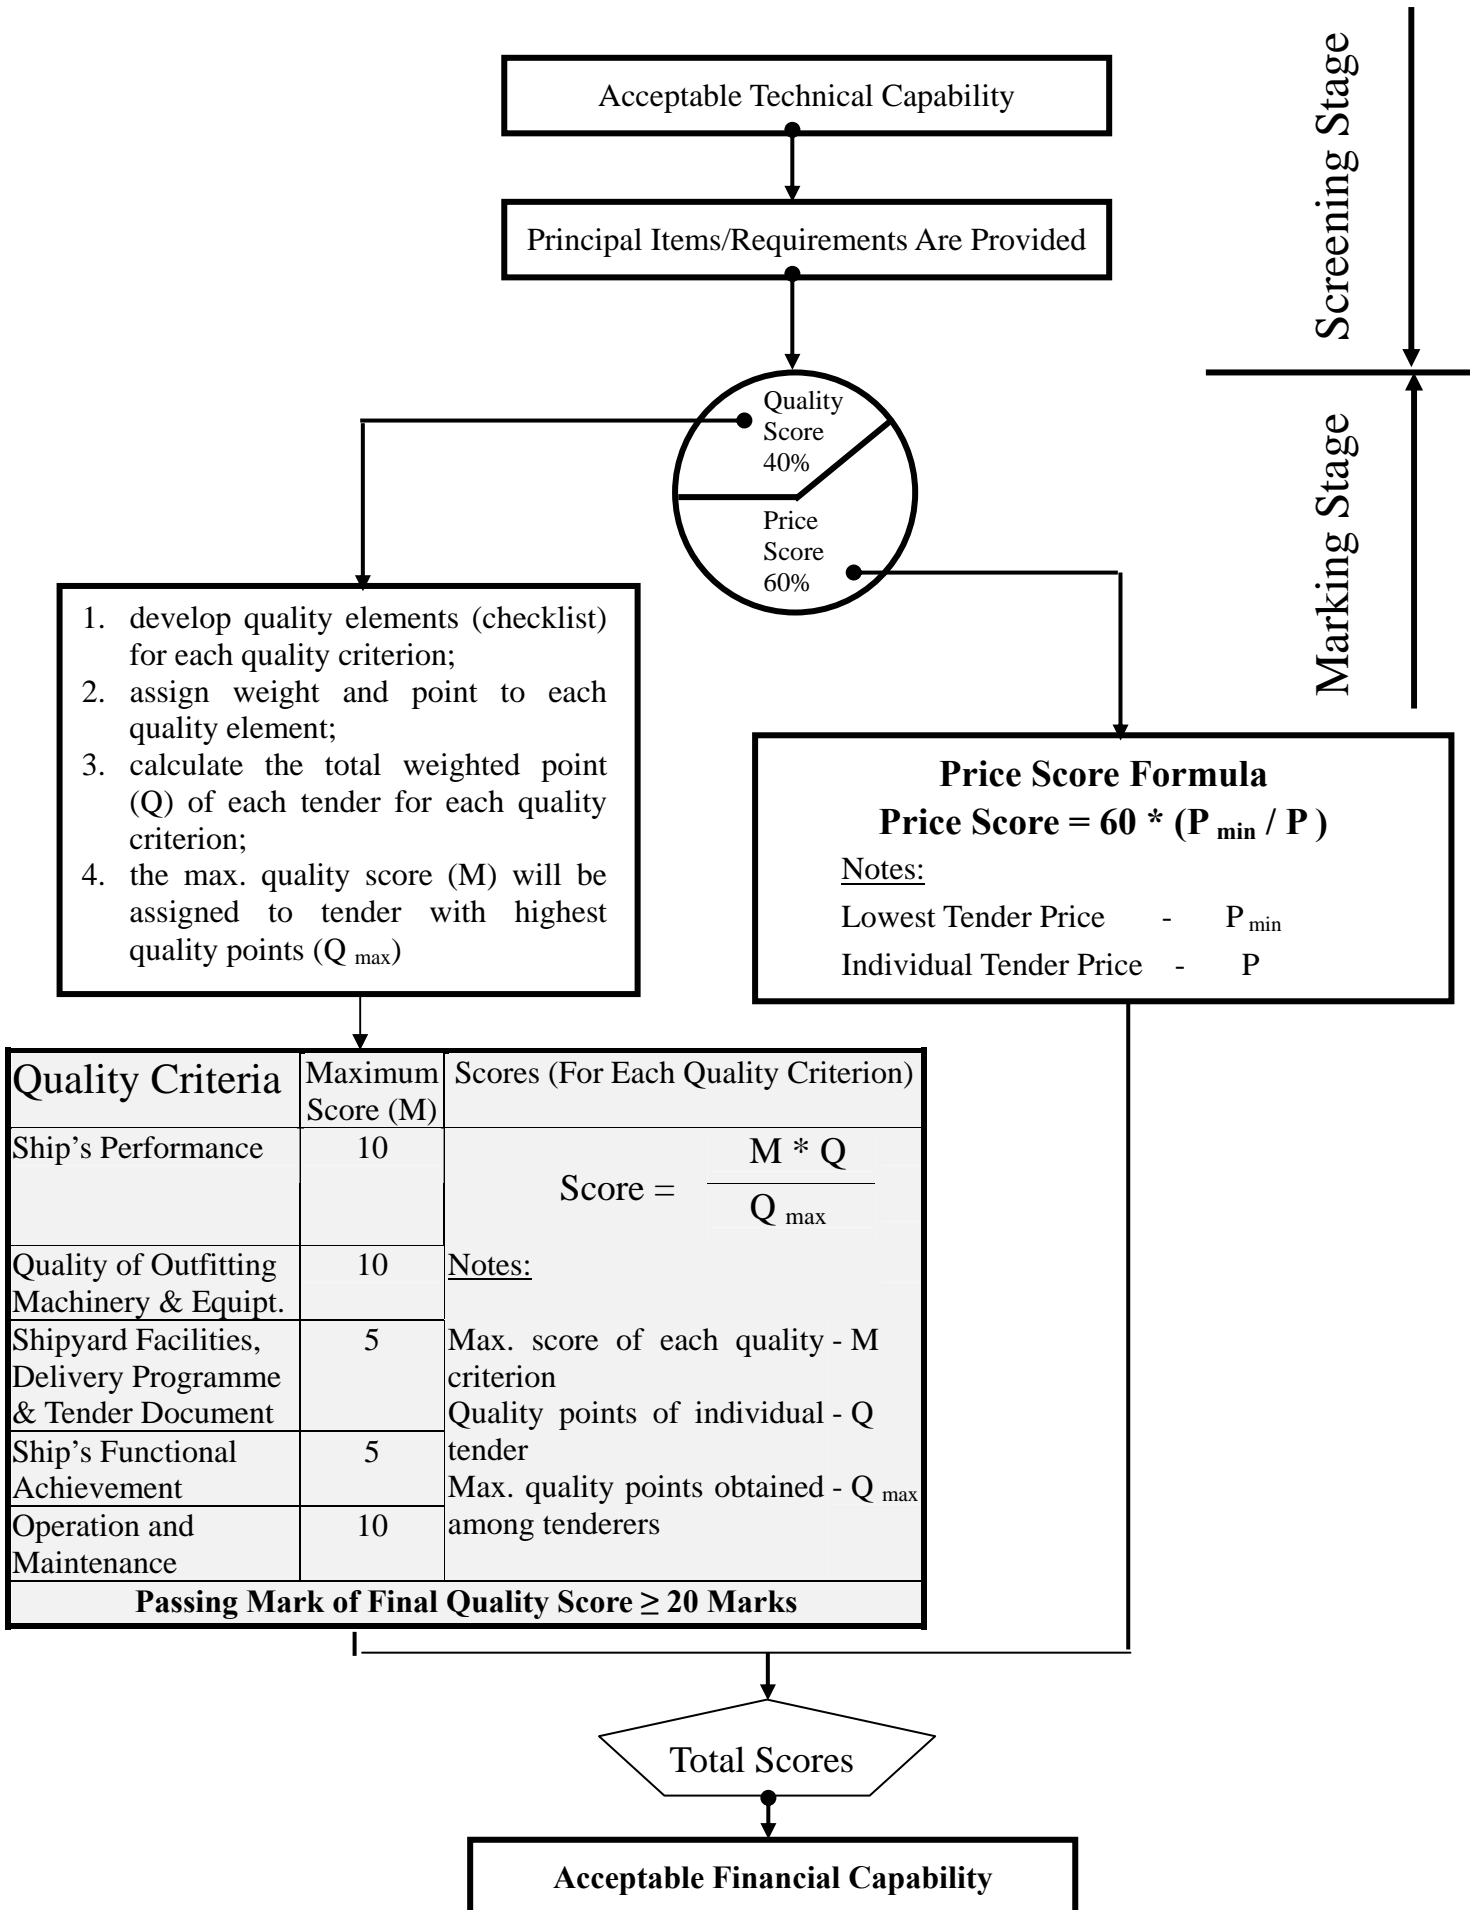 Acceptable Technical Capability
Principal Items/Requirements Are Provided
Screening Stage
Marking Stage
Quality
Score
40%
Price
Score
60%
1. develop quality elements (checklist)
for each quality criterion;
2. assign weight and point to each
quality element;
3. calculate the total weighted point
(Q) of each tender for each quality
criterion;
4. the max. quality score (M) will be
assigned to tender with highest
quality points (Q max)
Price Score Formula
Price Score = 60 * (P min / P )
Notes:
Lowest Tender Price - P min
Individual Tender Price - P
Quality Criteria
Maximum
Score (M)
Scores (For Each Quality Criterion)
Ship’s Performance
10
Quality of Outfitting
Machinery & Equipt.
10
Shipyard Facilities,
Delivery Programme
& Tender Document
5
Ship’s Functional
Achievement
5
Operation and
Maintenance
10
Score =
M * Q
Q max
Notes:
Max. score of each quality - M
criterion
Quality points of individual - Q
tender
Max. quality points obtained - Q max
among tenderers
Passing Mark of Final Quality Score ≥ 20 Marks
Total Scores
Acceptable Financial Capability